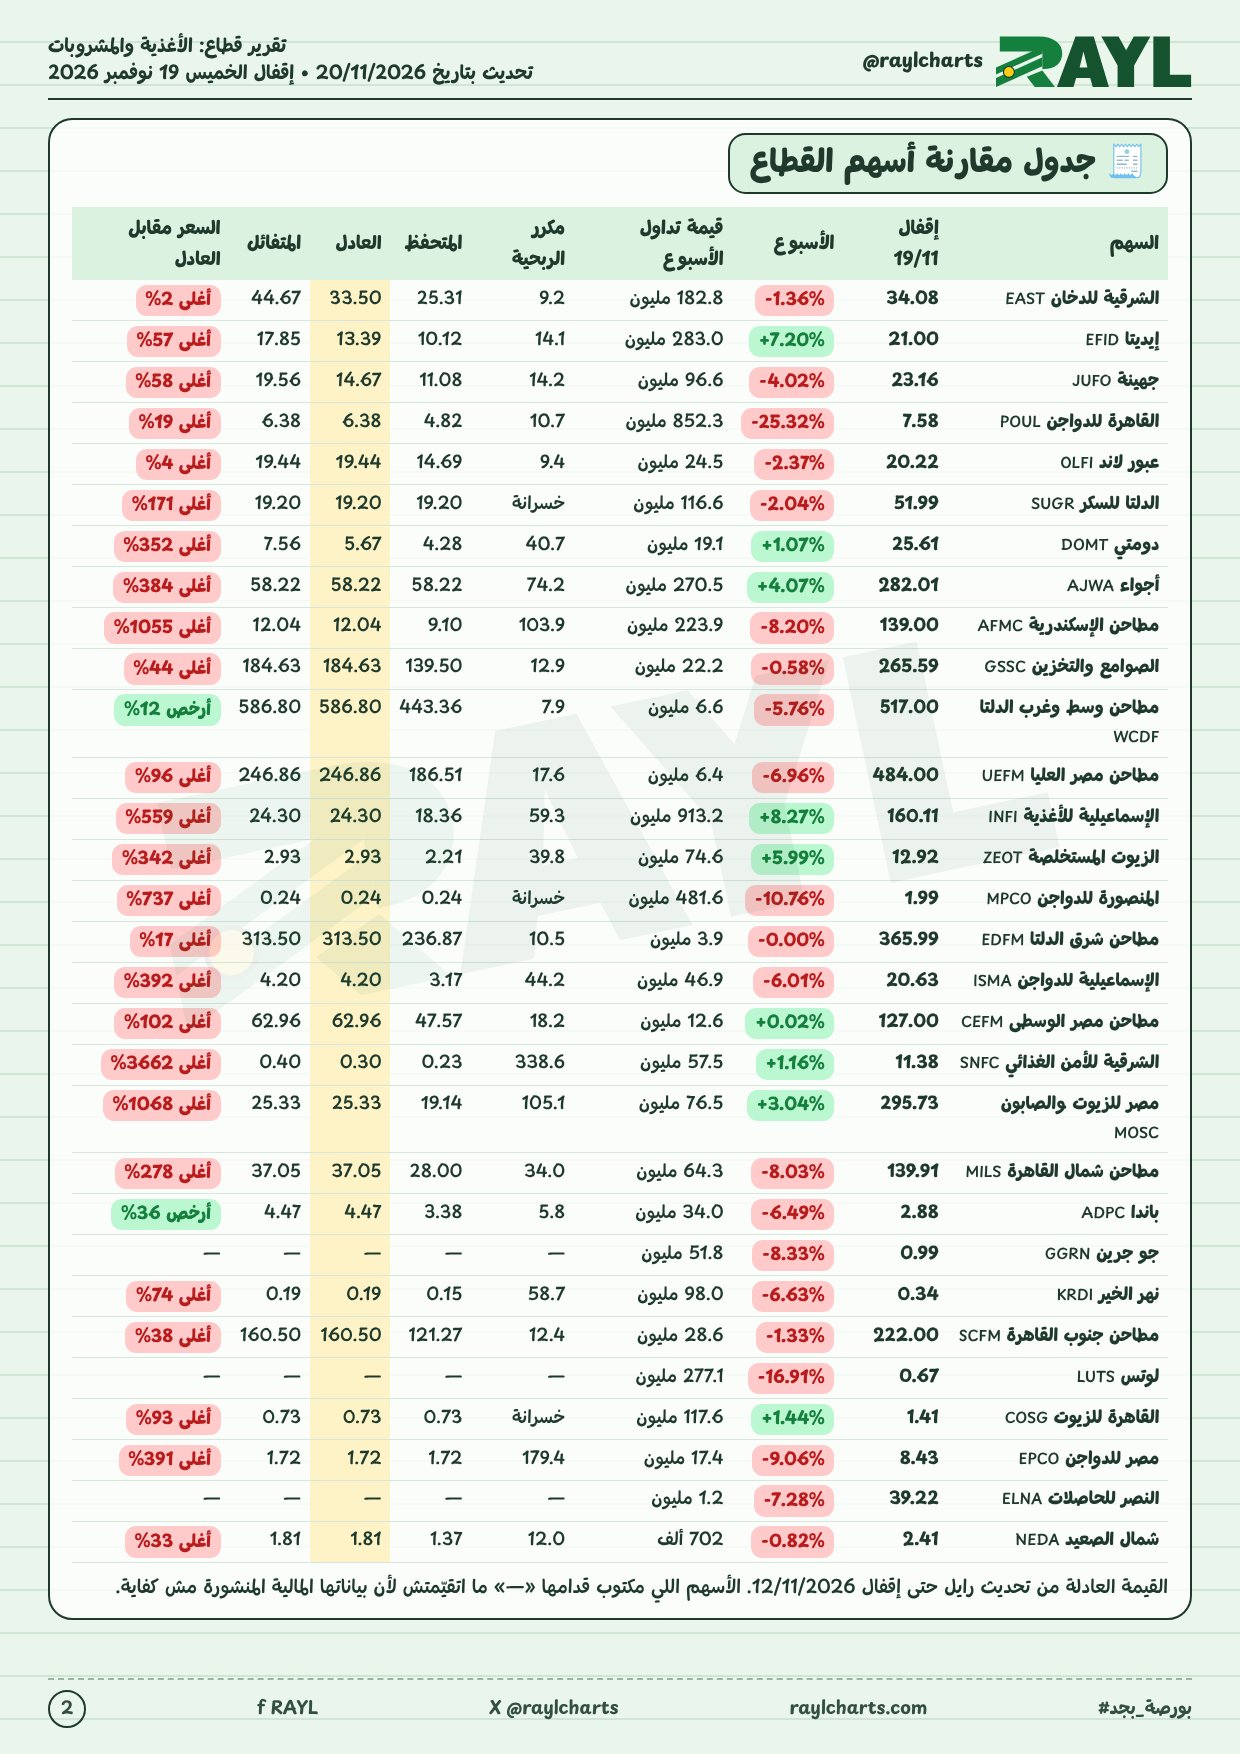 RAYL
@raylcharts
تقرير قطاع: الأغذية والمشروبات
تحديث بتاريخ 20/11/2026 • إقفال الخميس 19 نوفمبر 2026
جدول مقارنة أسهم القطاع
السهم إقفال 19/11 الأسبوع قيمة تداول الأسبوع مكرر الربحية المتحفظ العادل المتفائل السعر مقابل العادل
الشرقية للدخان EAST 34.08 -1.36% 182.8 مليون 9.2 25.31 33.50 44.67 أغلى 2%
إيديتا EFID 21.00 +7.20% 283.0 مليون 14.1 10.12 13.39 17.85 أغلى 57%
جهينة JUFO 23.16 -4.02% 96.6 مليون 14.2 11.08 14.67 19.56 أغلى 58%
القاهرة للدواجن POUL 7.58 -25.32% 852.3 مليون 10.7 4.82 6.38 6.38 أغلى 19%
عبور لاند OLFI 20.22 -2.37% 24.5 مليون 9.4 14.69 19.44 19.44 أغلى 4%
الدلتا للسكر SUGR 51.99 -2.04% 116.6 مليون خسرانة 19.20 19.20 19.20 أغلى 171%
دومتي DOMT 25.61 +1.07% 19.1 مليون 40.7 4.28 5.67 7.56 أغلى 352%
أجواء AJWA 282.01 +4.07% 270.5 مليون 74.2 58.22 58.22 58.22 أغلى 384%
مطاحن الإسكندرية AFMC 139.00 -8.20% 223.9 مليون 103.9 9.10 12.04 12.04 أغلى 1055%
الصوامع والتخزين GSSC 265.59 -0.58% 22.2 مليون 12.9 139.50 184.63 184.63 أغلى 44%
مطاحن وسط وغرب الدلتا WCDF 517.00 -5.76% 6.6 مليون 7.9 443.36 586.80 586.80 أرخص 12%
مطاحن مصر العليا UEFM 484.00 -6.96% 6.4 مليون 17.6 186.51 246.86 246.86 أغلى 96%
الإسماعيلية للأغذية INFI 160.11 +8.27% 913.2 مليون 59.3 18.36 24.30 24.30 أغلى 559%
الزيوت المستخلصة ZEOT 12.92 +5.99% 74.6 مليون 39.8 2.21 2.93 2.93 أغلى 342%
المنصورة للدواجن MPCO 1.99 -10.76% 481.6 مليون خسرانة 0.24 0.24 0.24 أغلى 737%
مطاحن شرق الدلتا EDFM 365.99 -0.00% 3.9 مليون 10.5 236.87 313.50 313.50 أغلى 17%
الإسماعيلية للدواجن ISMA 20.63 -6.01% 46.9 مليون 44.2 3.17 4.20 4.20 أغلى 392%
مطاحن مصر الوسطى CEFM 127.00 +0.02% 12.6 مليون 18.2 47.57 62.96 62.96 أغلى 102%
الشرقية للأمن الغذائي SNFC 11.38 +1.16% 57.5 مليون 338.6 0.23 0.30 0.40 أغلى 3662%
مصر للزيوت والصابون MOSC 295.73 +3.04% 76.5 مليون 105.1 19.14 25.33 25.33 أغلى 1068%
مطاحن شمال القاهرة MILS 139.91 -8.03% 64.3 مليون 34.0 28.00 37.05 37.05 أغلى 278%
باندا ADPC 2.88 -6.49% 34.0 مليون 5.8 3.38 4.47 4.47 أرخص 36%
جو جرين GGRN 0.99 -8.33% 51.8 مليون — — — — —
نهر الخير KRDI 0.34 -6.63% 98.0 مليون 58.7 0.15 0.19 0.19 أغلى 74%
مطاحن جنوب القاهرة SCFM 222.00 -1.33% 28.6 مليون 12.4 121.27 160.50 160.50 أغلى 38%
لوتس LUTS 0.67 -16.91% 277.1 مليون — — — — —
القاهرة للزيوت COSG 1.41 +1.44% 117.6 مليون خسرانة 0.73 0.73 0.73 أغلى 93%
مصر للدواجن EPCO 8.43 -9.06% 17.4 مليون 179.4 1.72 1.72 1.72 أغلى 391%
النصر للحاصلات ELNA 39.22 -7.28% 1.2 مليون — — — — —
شمال الصعيد NEDA 2.41 -0.82% 702 ألف 12.0 1.37 1.81 1.81 أغلى 33%
القيمة العادلة من تحديث رايل حتى إقفال 12/11/2026. الأسهم اللي مكتوب قدامها «—» ما اتقيّمتش لأن بياناتها المالية المنشورة مش كفاية.
#بورصة_بجد raylcharts.com X @raylcharts f RAYL 2